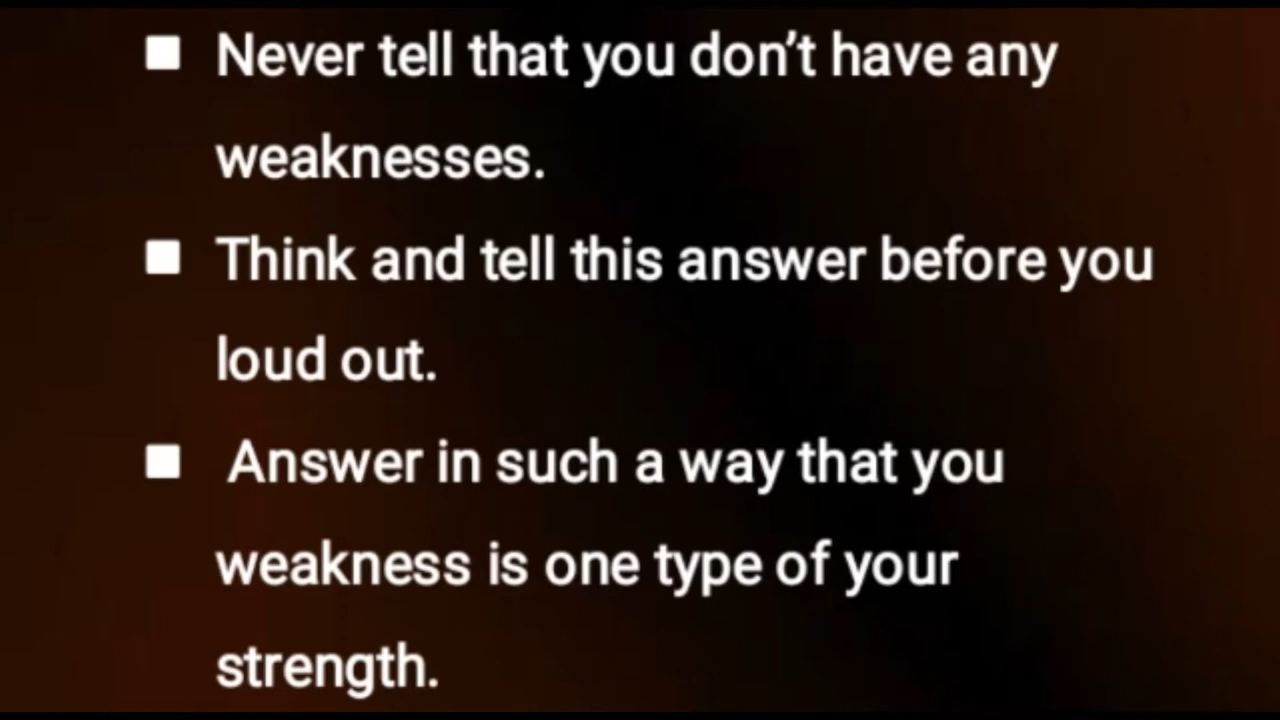 ■ Never tell that you don't have any
weaknesses.
■ Think and tell this answer before you
loud out.
■ Answer in such a way that you
weakness is one type of your
strength.